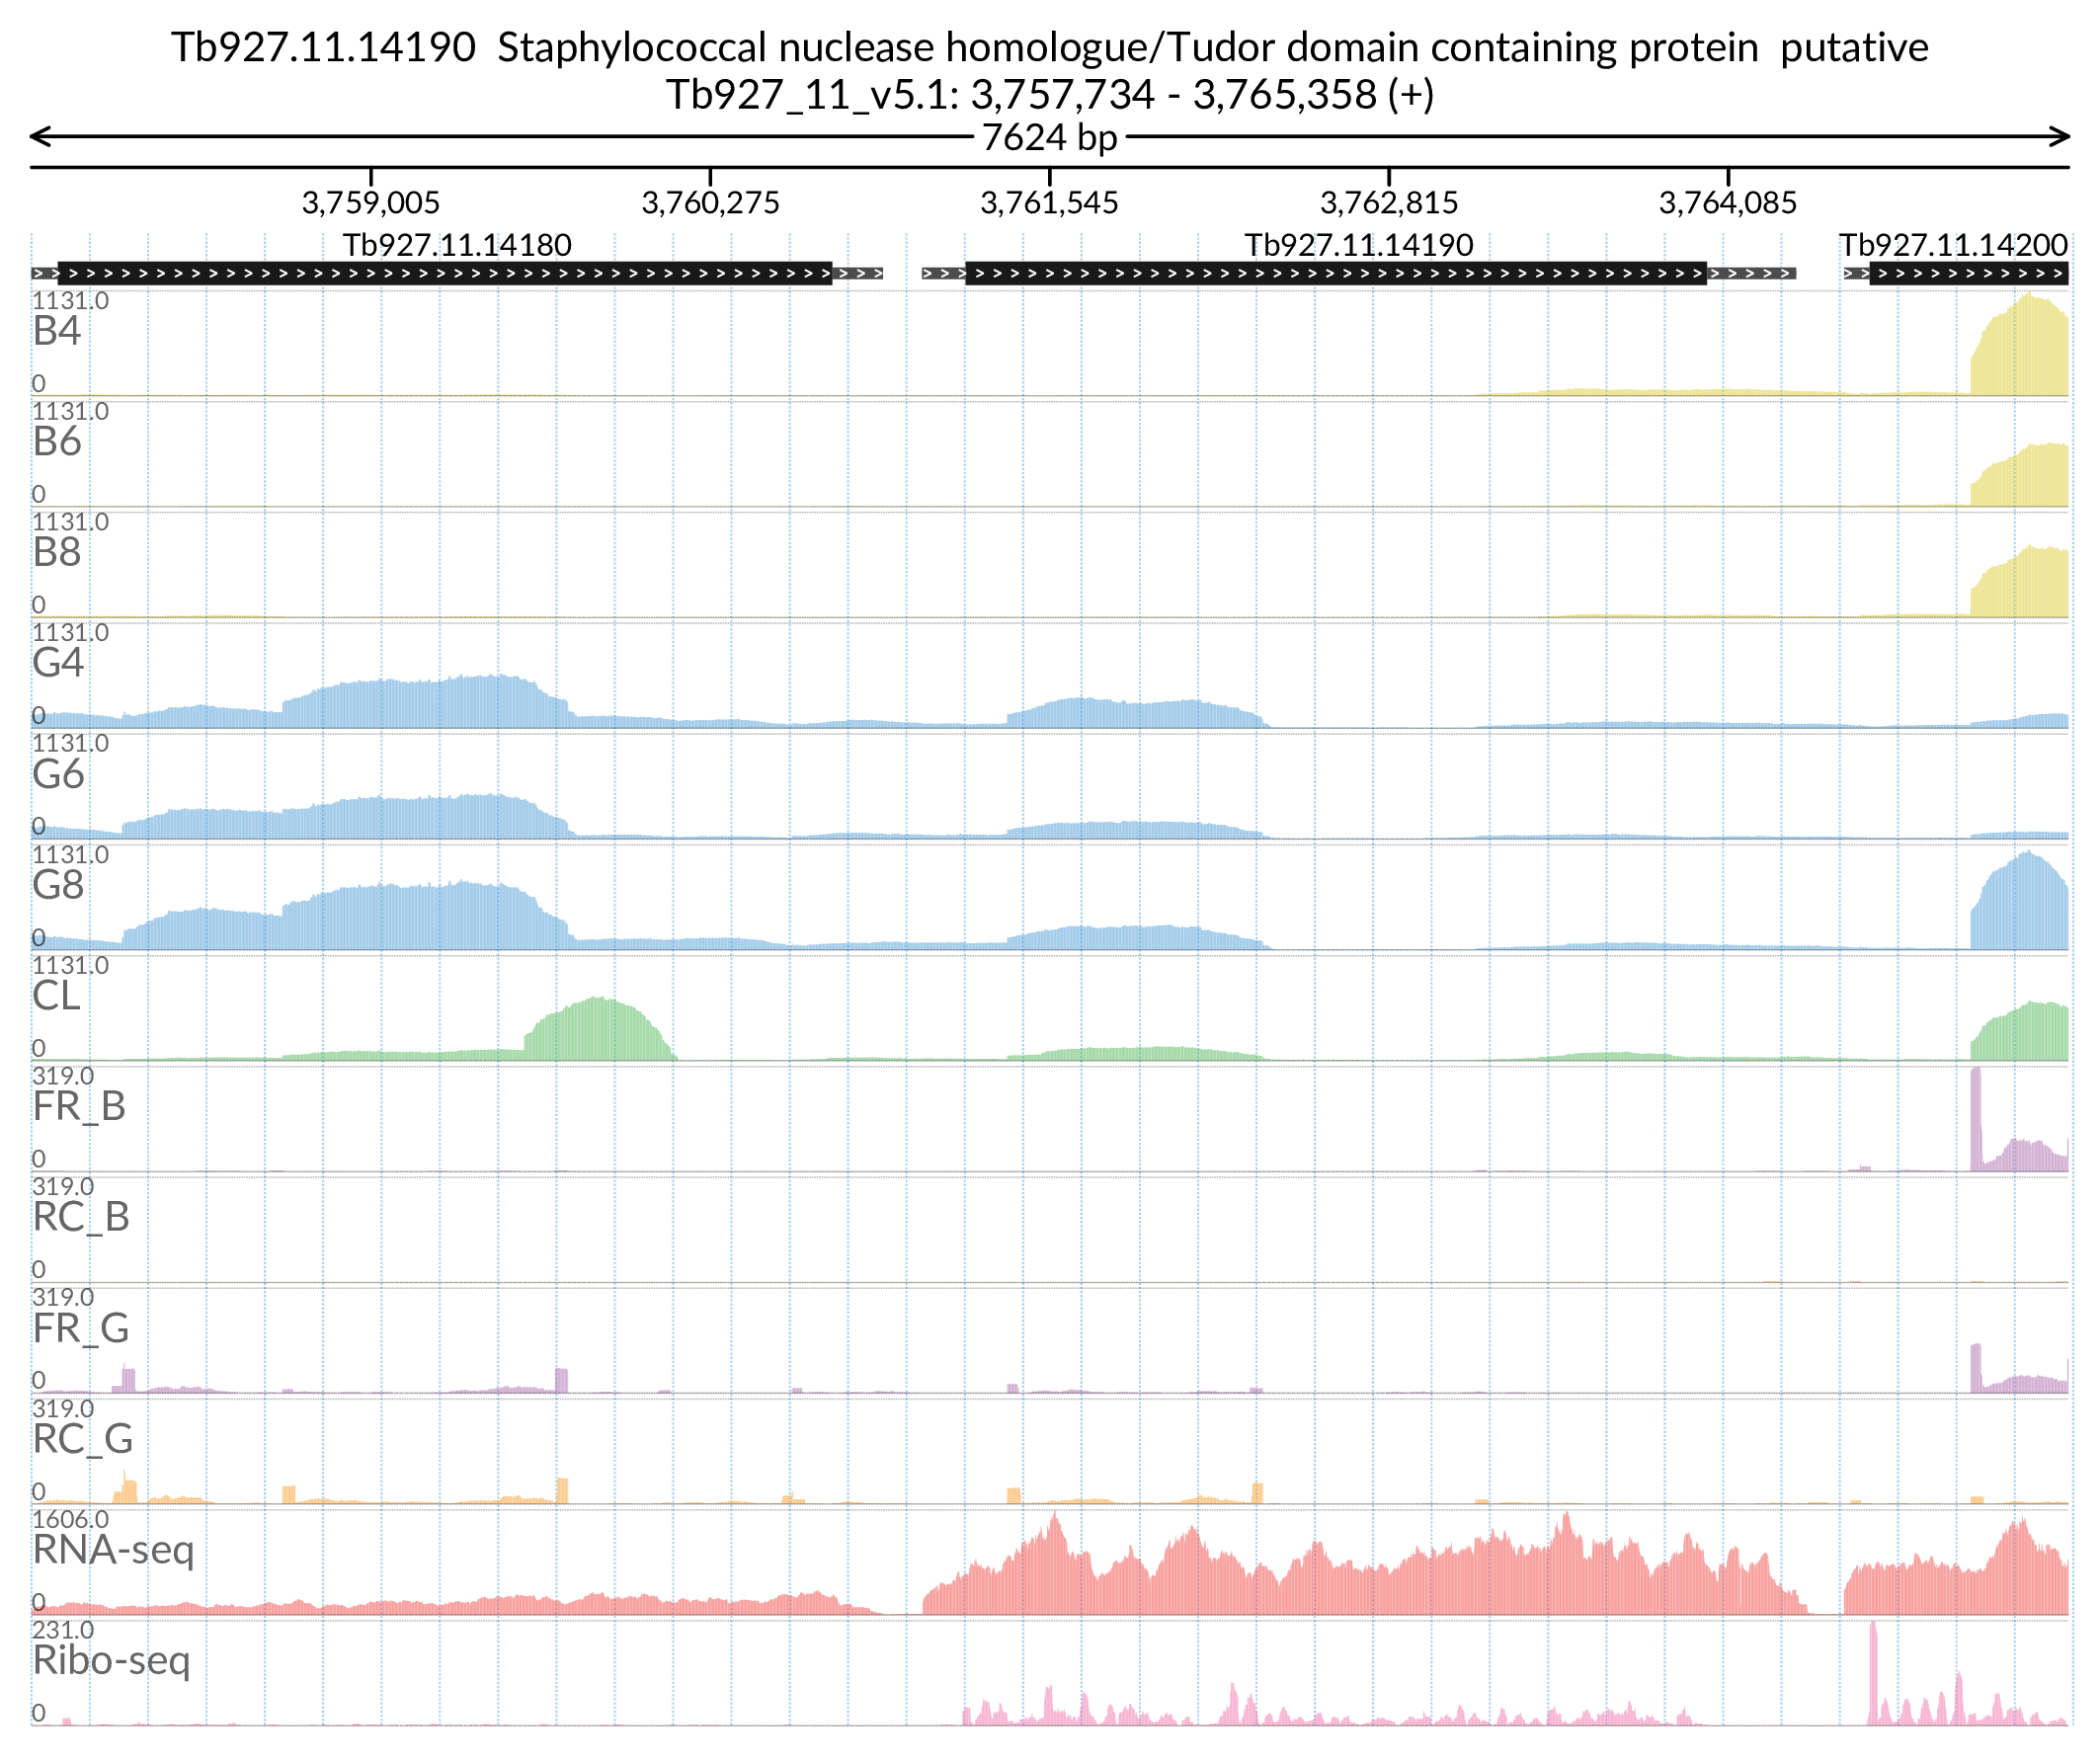 Tb927.11.14190  Staphylococcal nuclease homologue/Tudor domain containing protein  putative
Tb927_11_v5.1: 3,757,734 - 3,765,358 (+)
7624 bp
3,759,005 3,760,275 3,761,545 3,762,815 3,764,085
Tb927.11.14180 Tb927.11.14190 Tb927.11.14200
1131.0
B4
0
1131.0
B6
0
1131.0
B8
0
1131.0
G4
0
1131.0
G6
0
1131.0
G8
0
1131.0
CL
0
319.0
FR_B
0
319.0
RC_B
0
319.0
FR_G
0
319.0
RC_G
0
1606.0
RNA-seq
0
231.0
Ribo-seq
0